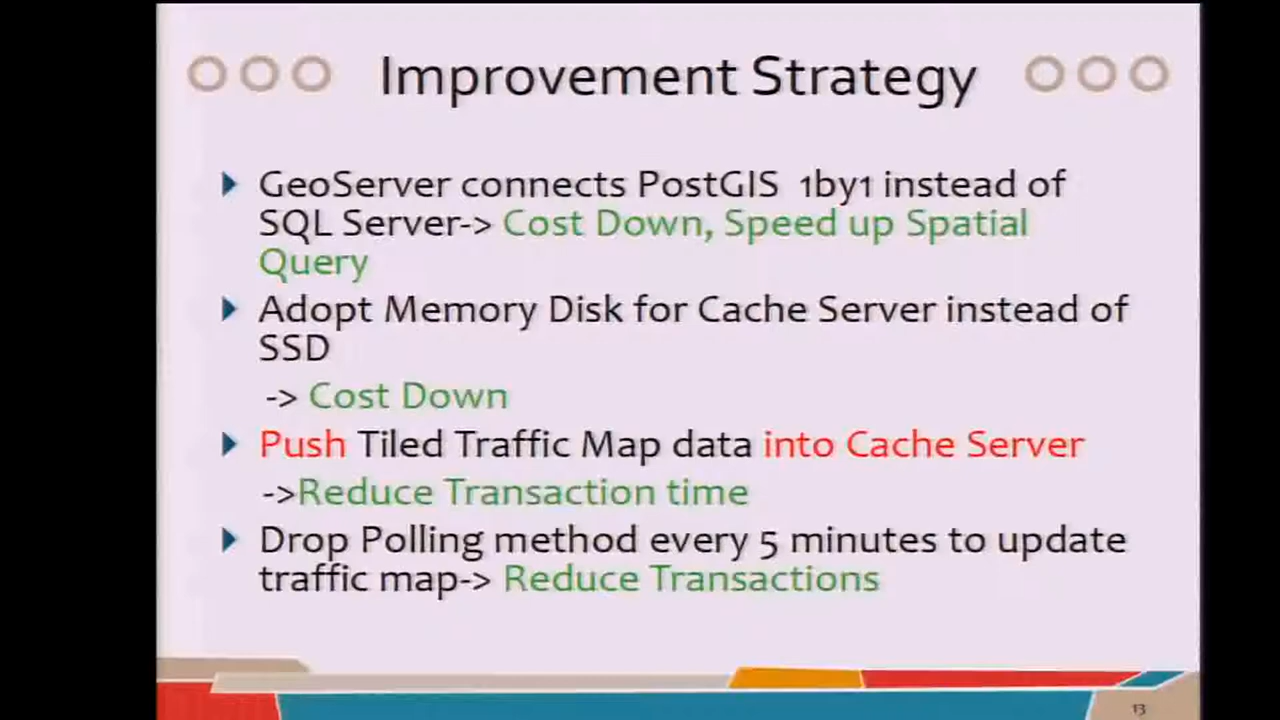 Improvement Strategy
GeoServer connects PostGIS 1by1 instead of
SQL Server-> Cost Down, Speed up Spatial
Query
Adopt Memory Disk for Cache Server instead of
SSD
-> Cost Down
Push Tiled Traffic Map data into Cache Server
->Reduce Transaction time
Drop Polling method every 5 minutes to update
traffic map-> Reduce Transactions
13